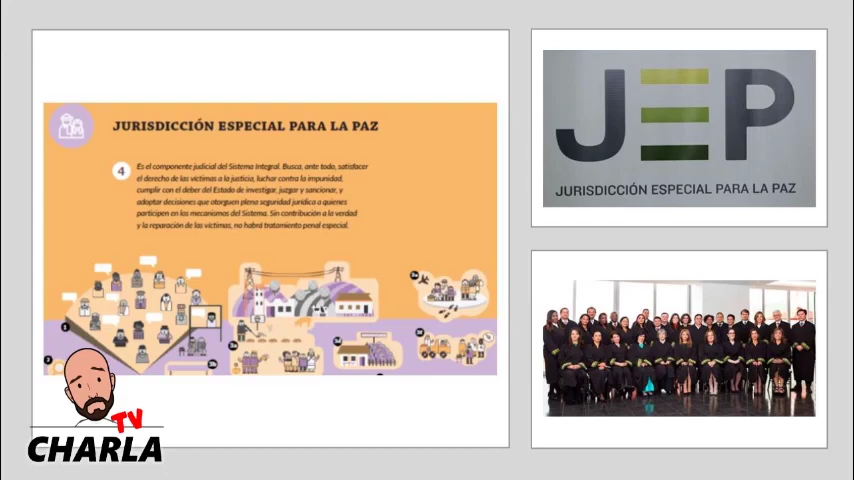 JURISDICCIÓN ESPECIAL PARA LA PAZ
4
Es el componente judicial del Sistema Integral. Busca, ante todo, satisfacer
el derecho de las víctimas a la justicia, luchar contra la impunidad,
cumplir con el deber del Estado de investigar, juzgar y sancionar, y
adoptar decisiones que otorguen plena seguridad jurídica a quienes
participen en los mecanismos del Sistema. Sin contribución a la verdad
y la reparación de las víctimas, no habrá tratamiento penal especial.
JEP
JURISDICCIÓN ESPECIAL PARA LA PAZ
TV
CHARLA